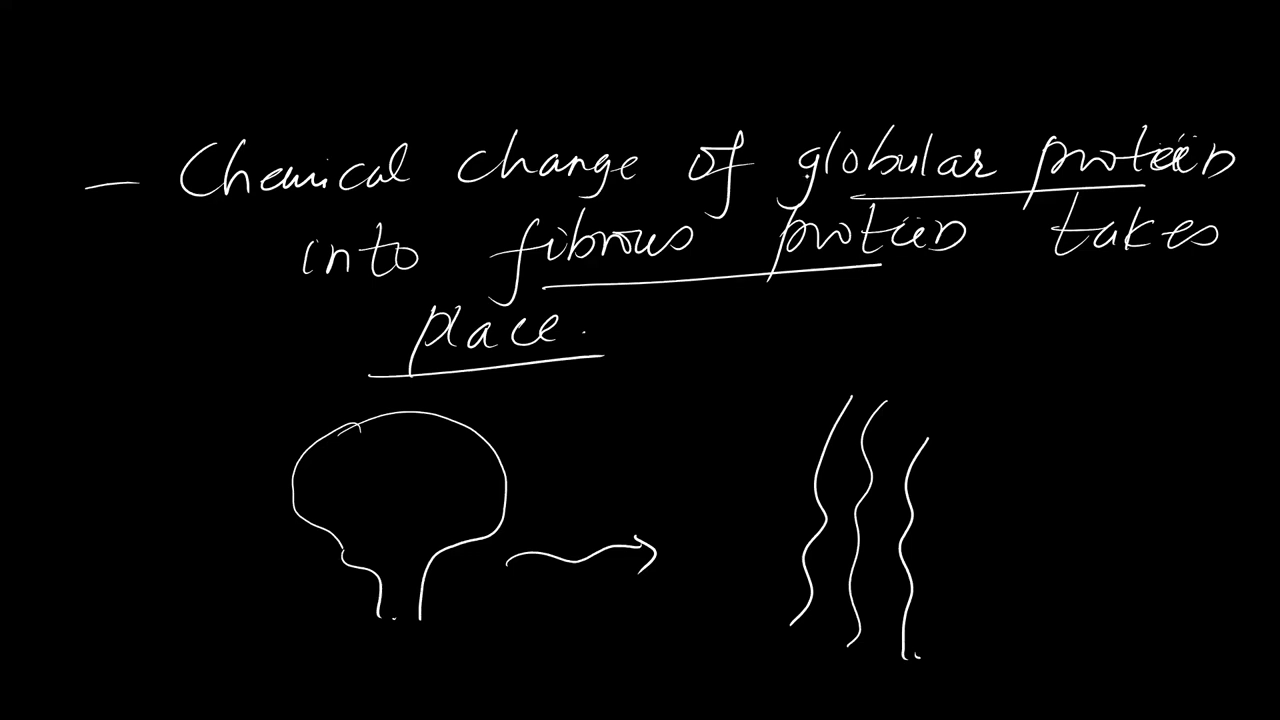 - Chemical change of globular protein
into fibrous protein takes
place.